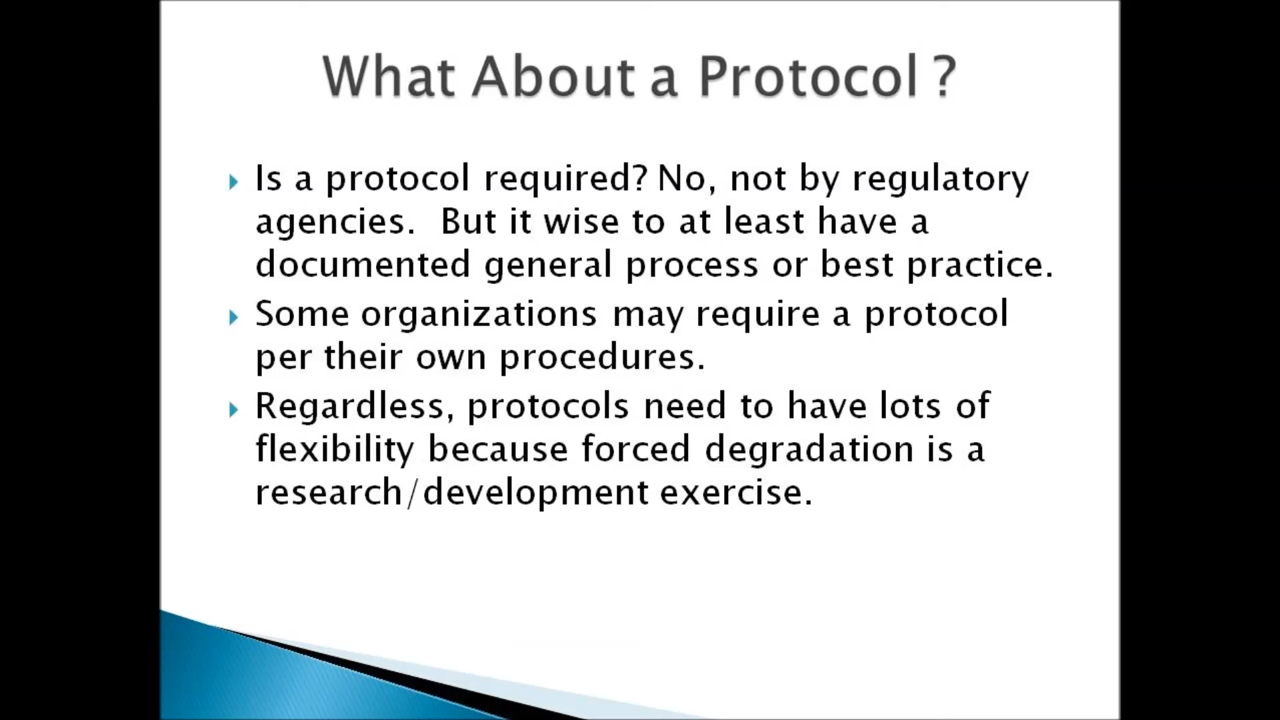 What About a Protocol ?
Is a protocol required? No, not by regulatory
agencies.  But it wise to at least have a
documented general process or best practice.
Some organizations may require a protocol
per their own procedures.
Regardless, protocols need to have lots of
flexibility because forced degradation is a
research/development exercise.